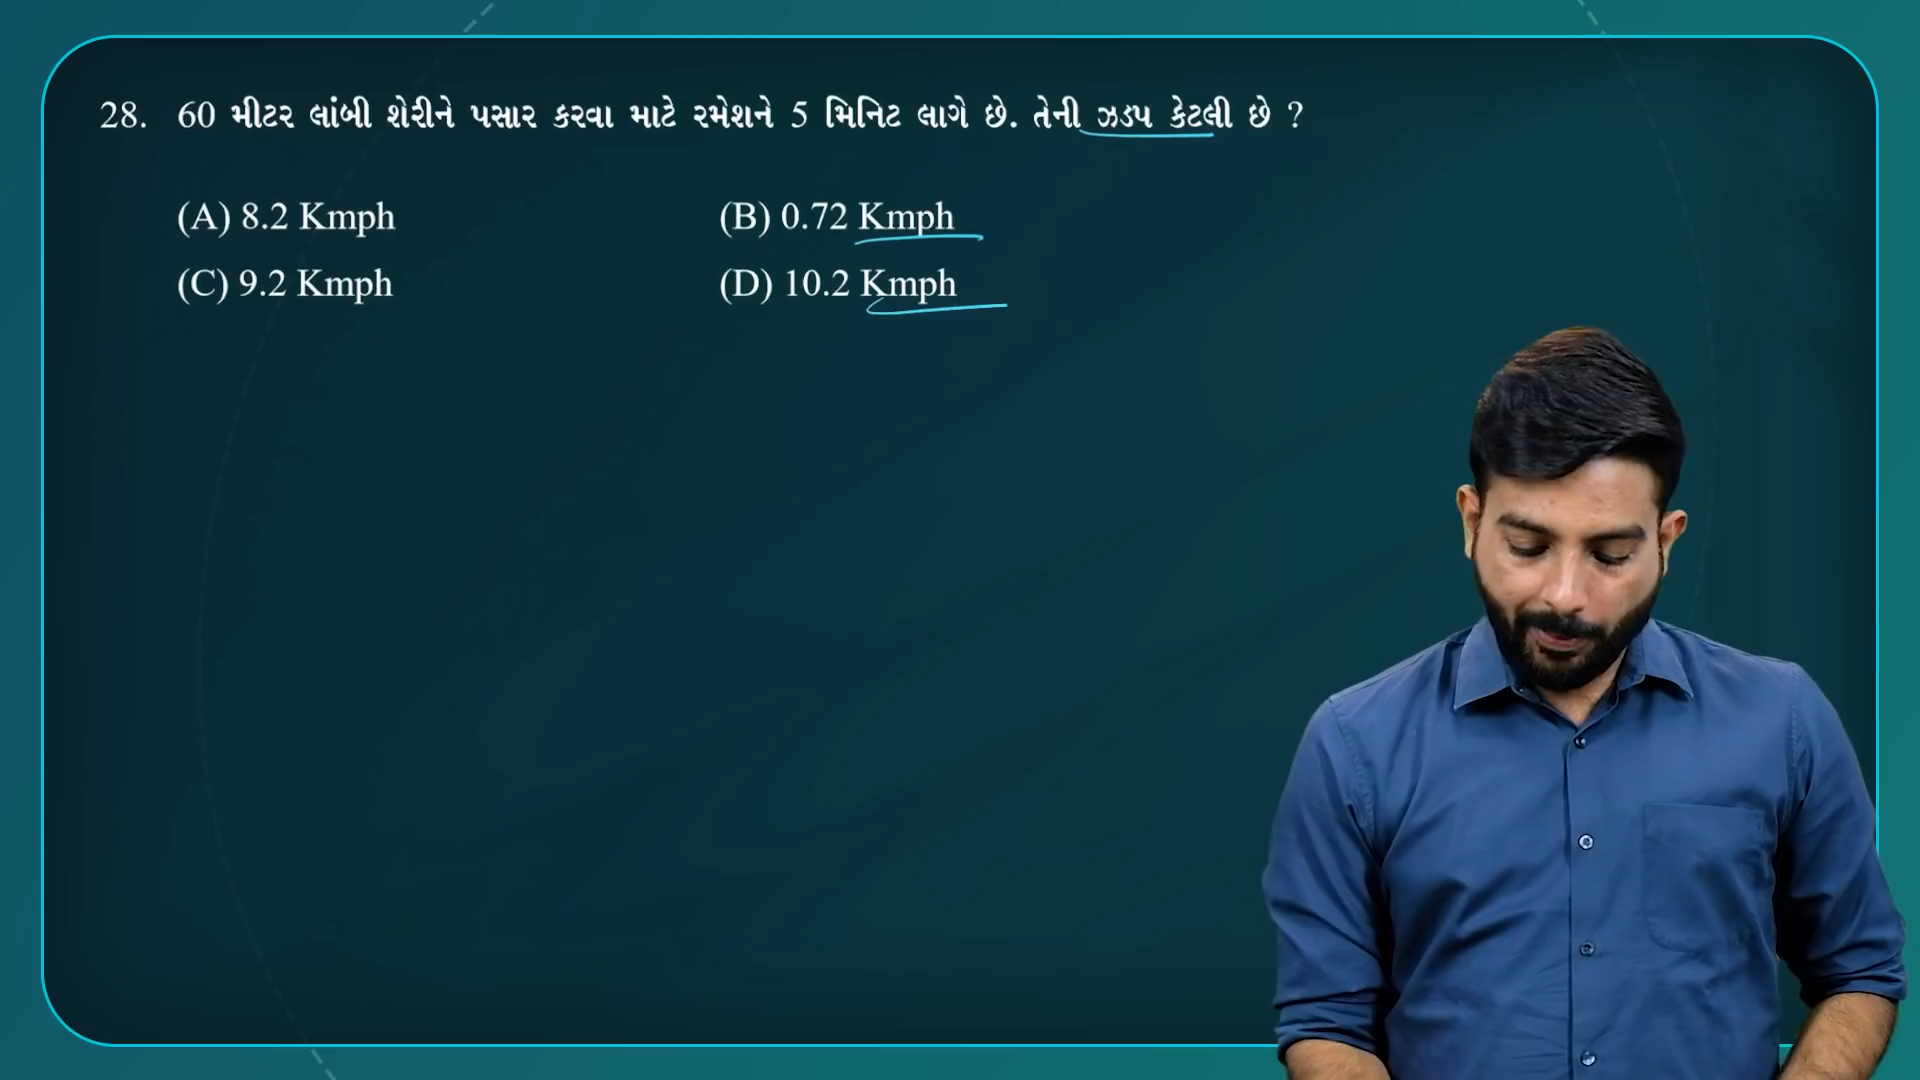 28. 60 મીટર લાંબી શેરીને પસાર કરવા માટે રમેશને 5 મિનિટ લાગે છે. તેની ઝડપ કેટલી છે ?
(A) 8.2 Kmph (B) 0.72 Kmph
(C) 9.2 Kmph (D) 10.2 Kmph